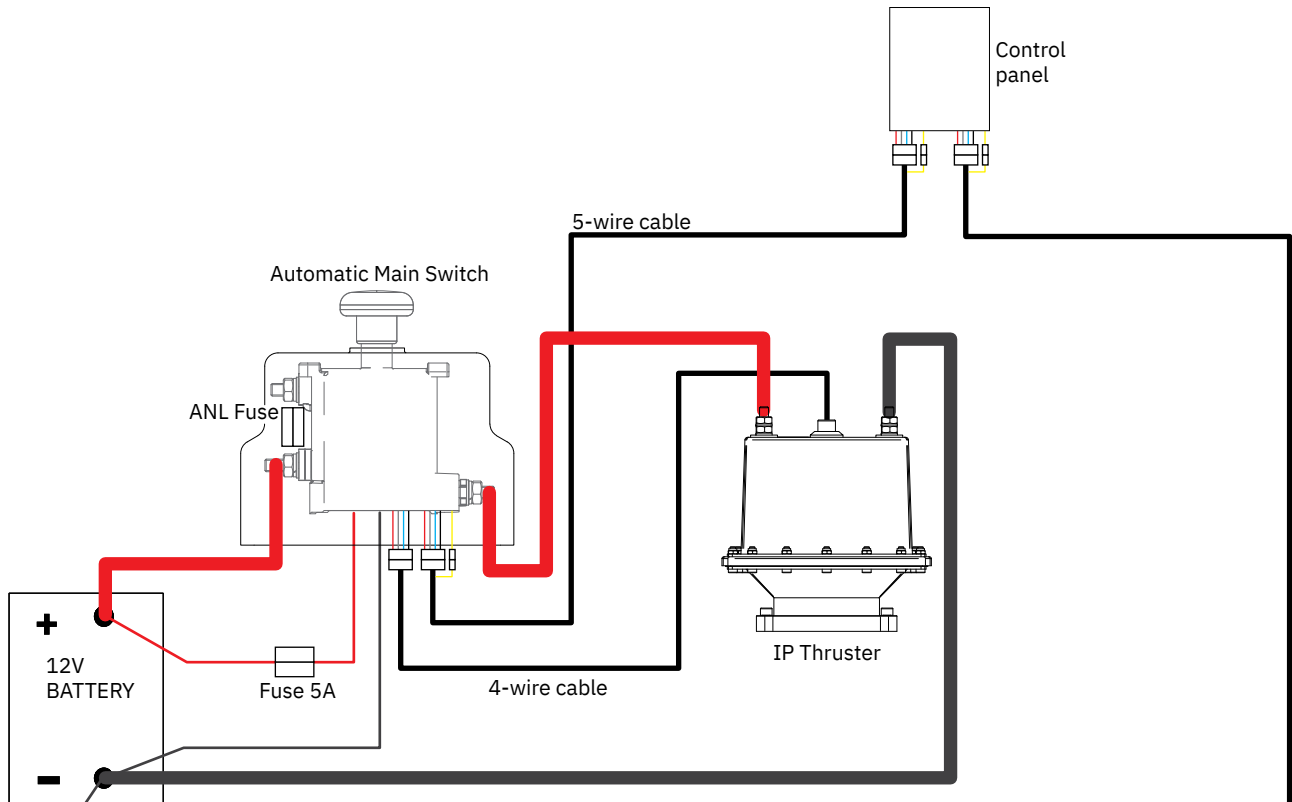 Control
panel
5-wire cable
Automatic Main Switch
ANL Fuse
+
12V
BATTERY
Fuse 5A
4-wire cable
IP Thruster
-